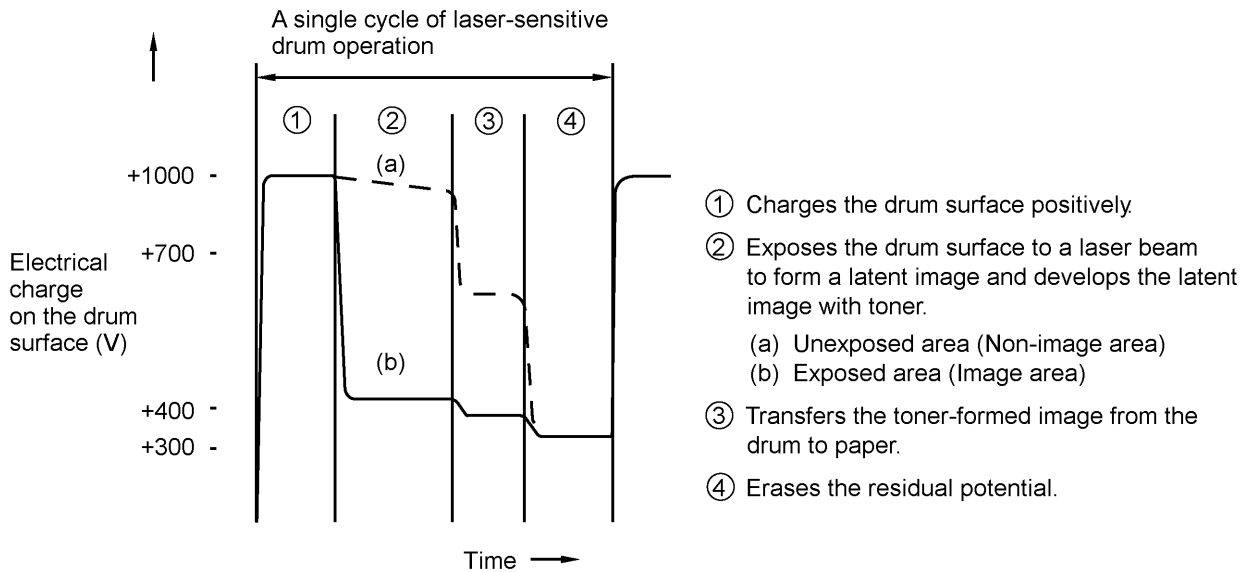 A single cycle of laser-sensitive
drum operation
① ② ③ ④
(a)
+1000 -
+700 -
Electrical
charge
on the drum
surface (V)
(b)
+400 -
+300 -
Time
① Charges the drum surface positively.
② Exposes the drum surface to a laser beam
to form a latent image and develops the latent
image with toner.
(a) Unexposed area (Non-image area)
(b) Exposed area (Image area)
③ Transfers the toner-formed image from the
drum to paper.
④ Erases the residual potential.